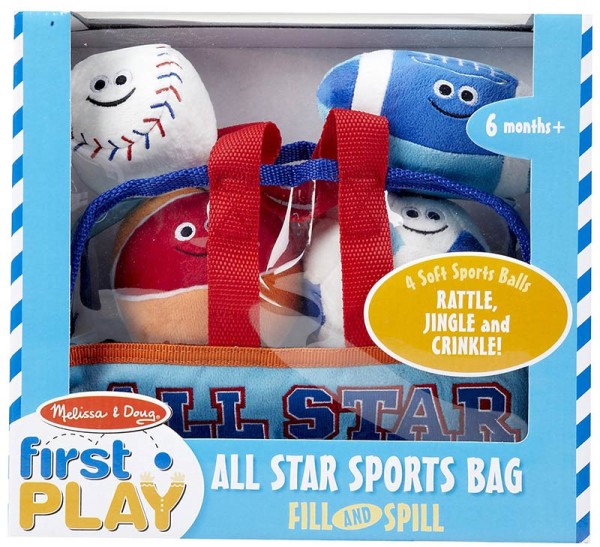 6 months+
4 Soft Sports Balls
RATTLE,
JINGLE and
CRINKLE!
ALL STAR
Melissa & Doug®
first
PLAY
ALL STAR SPORTS BAG
FILL AND SPILL